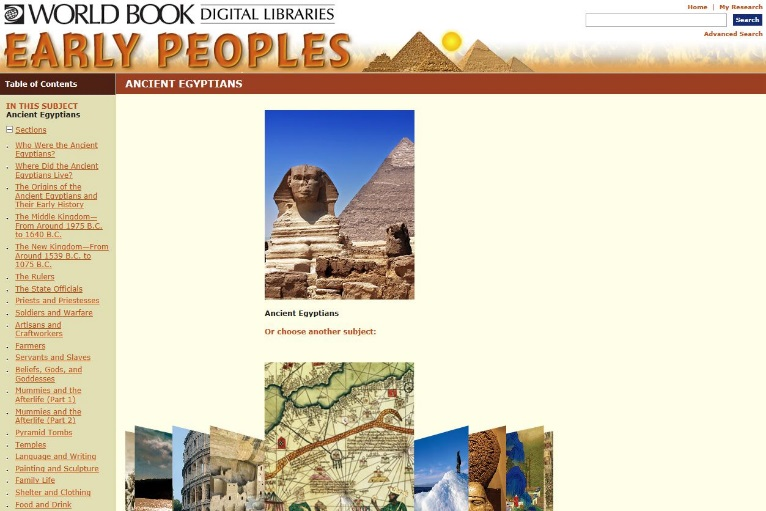 WORLD BOOK DIGITAL LIBRARIES
Home | My Research
Search
Advanced Search
EARLY PEOPLES
Table of Contents
ANCIENT EGYPTIANS
IN THIS SUBJECT
Ancient Egyptians
Sections
Who Were the Ancient
Egyptians?
Where Did the Ancient
Egyptians Live?
The Origins of the
Ancient Egyptians and
Their Early History
The Middle Kingdom—
From Around 1975 B.C.
to 1640 B.C.
The New Kingdom—From
Around 1539 B.C. to
1075 B.C.
The Rulers
The State Officials
Priests and Priestesses
Soldiers and Warfare
Artisans and
Craftworkers
Farmers
Servants and Slaves
Beliefs, Gods, and
Goddesses
Mummies and the
Afterlife (Part 1)
Mummies and the
Afterlife (Part 2)
Pyramid Tombs
Temples
Language and Writing
Painting and Sculpture
Family Life
Shelter and Clothing
Food and Drink
Ancient Egyptians
Or choose another subject: